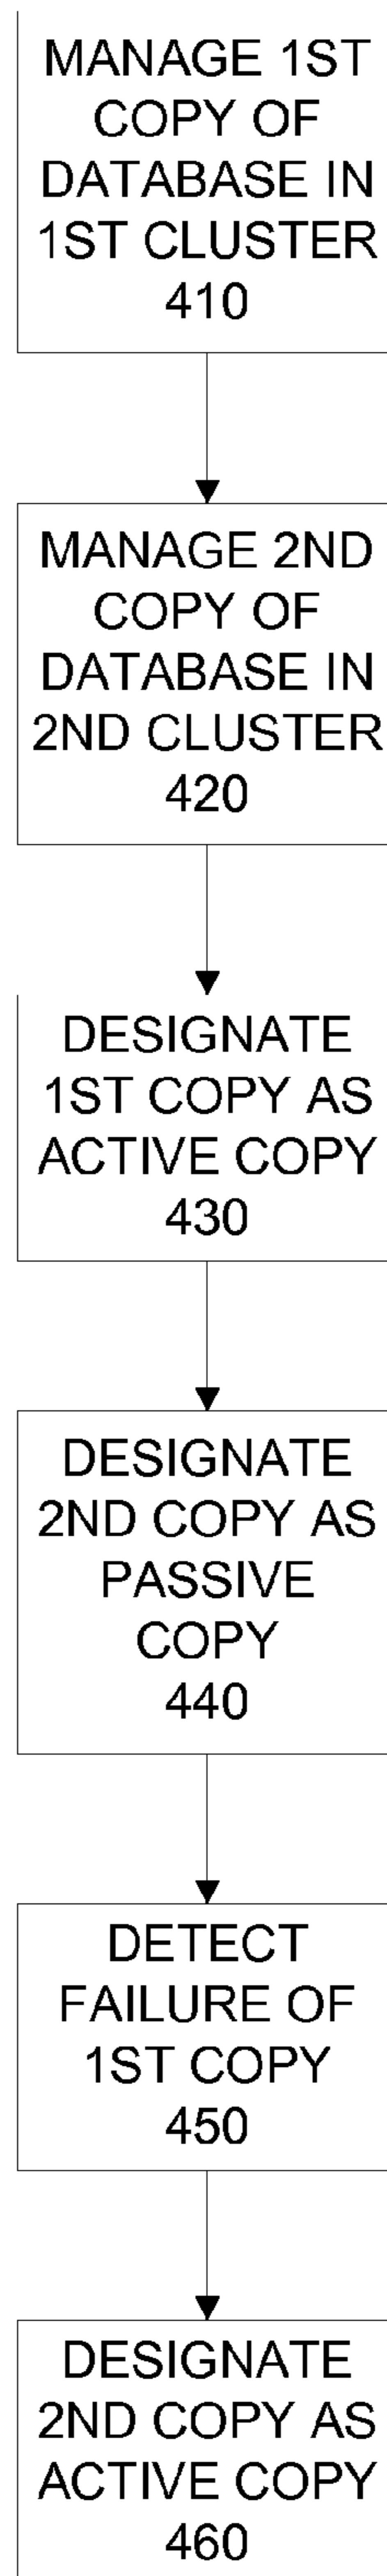 MANAGE 1ST
COPY OF
DATABASE IN
1ST CLUSTER
410
MANAGE 2ND
COPY OF
DATABASE IN
2ND CLUSTER
420
DESIGNATE
1ST COPY AS
ACTIVE COPY
430
DESIGNATE
2ND COPY AS
PASSIVE
COPY
440
DETECT
FAILURE OF
1ST COPY
450
DESIGNATE
2ND COPY AS
ACTIVE COPY
460